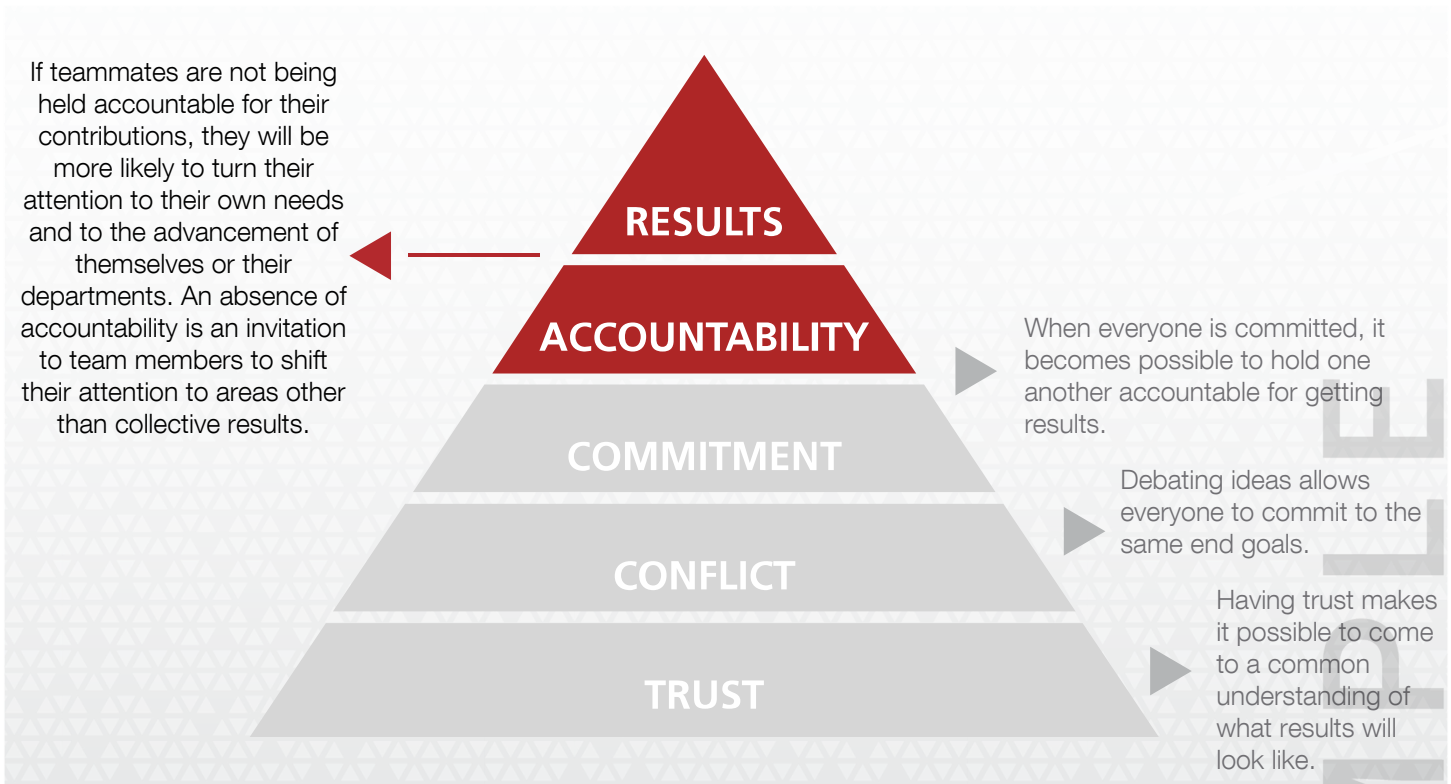 If teammates are not being
held accountable for their
contributions, they will be
more likely to turn their
attention to their own needs
and to the advancement of
themselves or their
departments. An absence of
accountability is an invitation
to team members to shift
their attention to areas other
than collective results.
RESULTS
ACCOUNTABILITY
COMMITMENT
CONFLICT
TRUST
When everyone is committed, it
becomes possible to hold one
another accountable for getting
results.
Debating ideas allows
everyone to commit to the
same end goals.
Having trust makes
it possible to come
to a common
understanding of
what results will
look like.
PLE